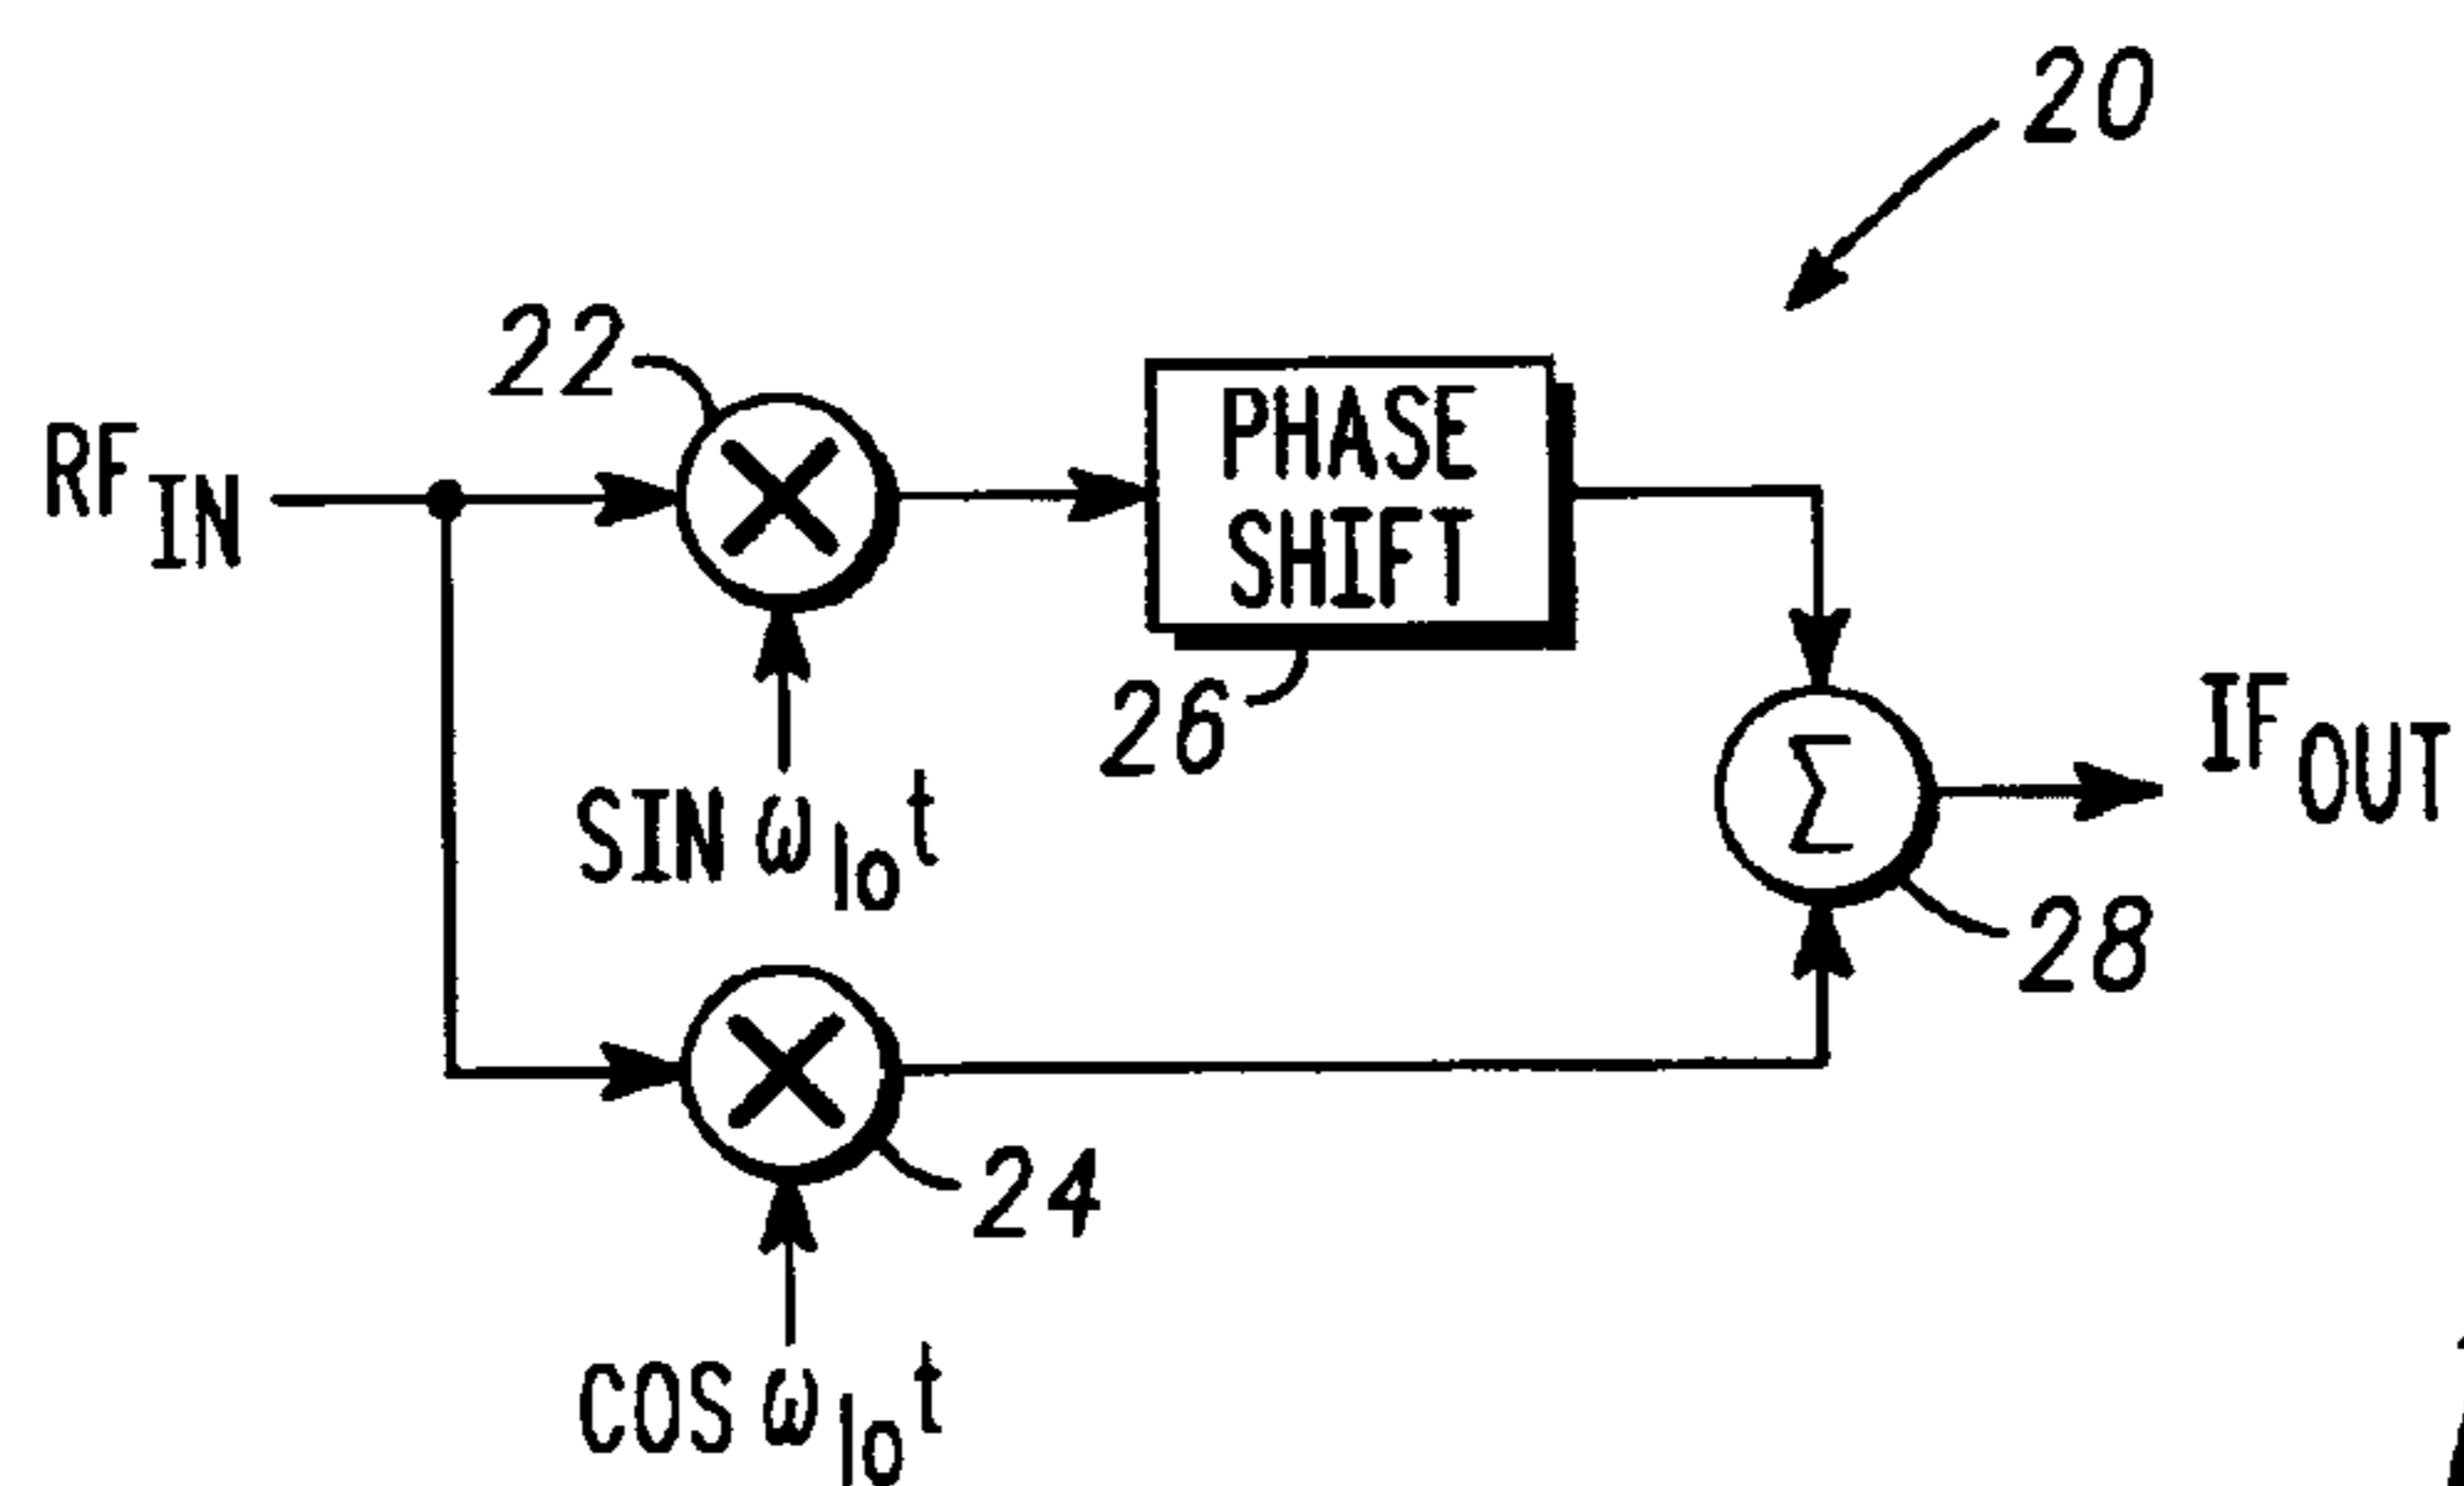 20
22
RF IN
PHASE
SHIFT
26
SIN ω lo t
IF OUT
28
24
COS ω lo t